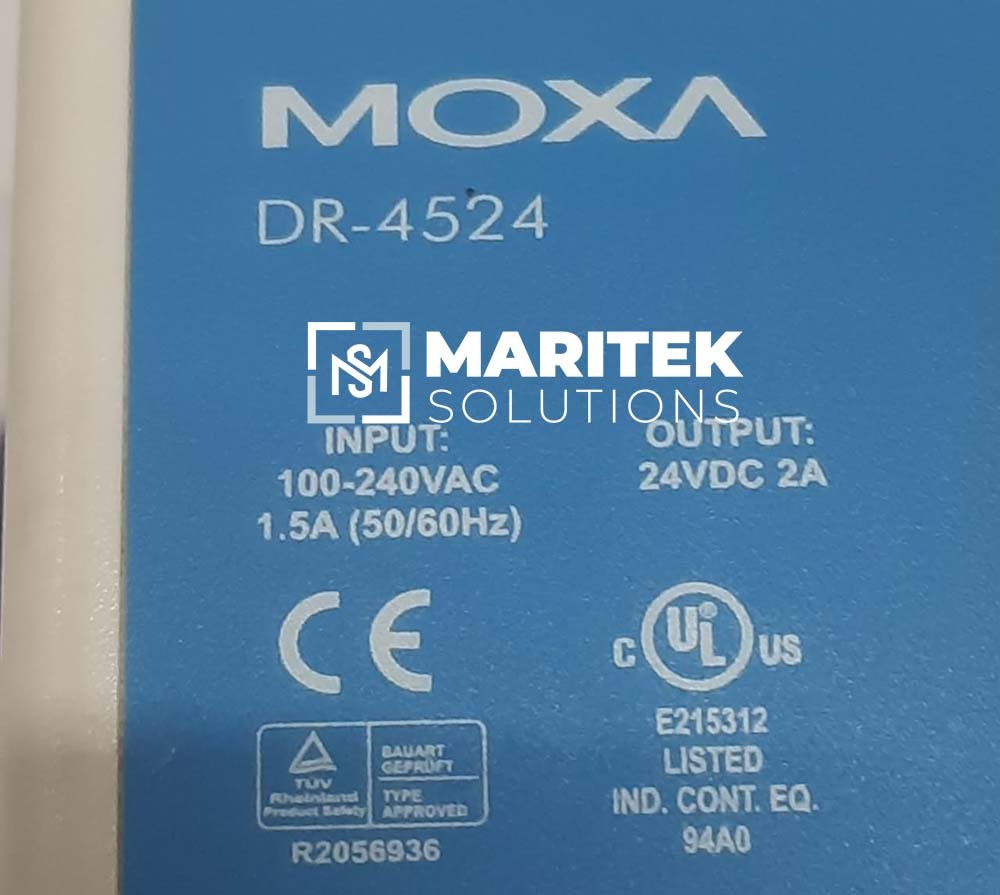 MOXA
DR-4524
MARITEK
SOLUTIONS
INPUT:
100-240VAC
1.5A (50/60Hz)
OUTPUT:
24VDC 2A
CE
C UL US
E215312
LISTED
IND. CONT. EQ.
94A0
TÜV
Rheinland
Product Safety
BAUART
GEPRÜFT
TYPE
APPROVED
R2056936